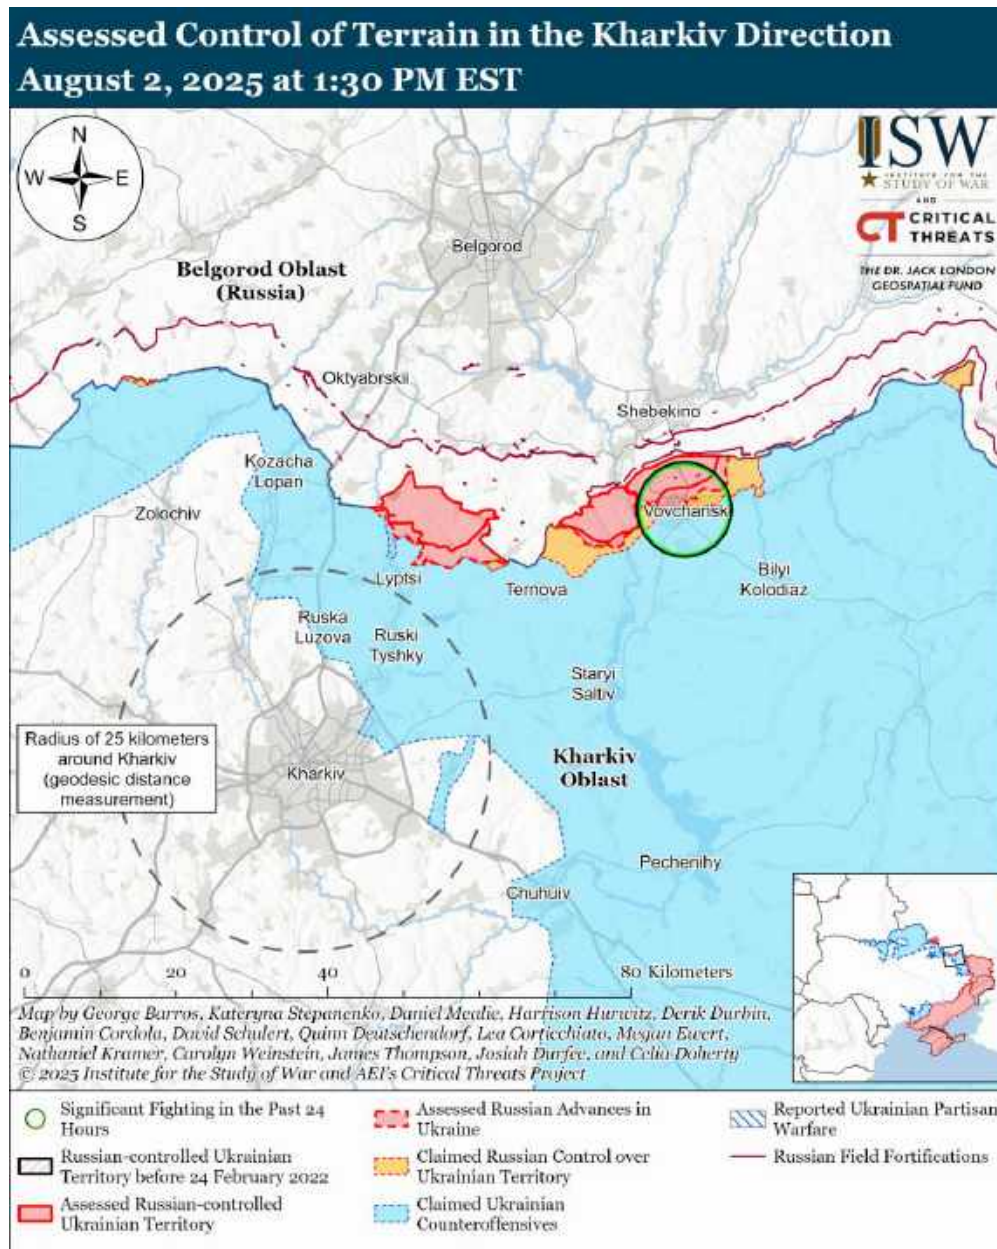 Assessed Control of Terrain in the Kharkiv Direction
August 2, 2025 at 1:30 PM EST
N
W
E
S
ISW
INSTITUTE FOR THE
STUDY OF WAR
AND
CT CRITICAL
THREATS
THE DR. JACK LONDON
GEOSPATIAL FUND
Belgorod
Belgorod Oblast
(Russia)
Oktyabrskii
Shebekino
Kozacha
Lopan
Zolochiv
Vovchansk
Lyptsi
Ternova
Bilyi
Kolodiaz
Ruska
Luzova
Ruski
Tyshky
Staryi
Saltiv
Radius of 25 kilometers
around Kharkiv
(geodesic distance
measurement)
Kharkiv
Kharkiv
Oblast
Pechenihy
Chuhuiv
0
20
40
80 Kilometers
Map by George Barros, Kateryna Stepanenko, Daniel Mealie, Harrison Hurwitz, Derik Durbin,
Benjamin Cordola, David Schulert, Quinn Deutschendorf, Lea Corticchiato, Megan Ewert,
Nathaniel Kramer, Carolyn Weinstein, James Thompson, Josiah Durfee, and Celia Doherty
© 2025 Institute for the Study of War and AEI's Critical Threats Project
Significant Fighting in the Past 24
Hours
Russian-controlled Ukrainian
Territory before 24 February 2022
Assessed Russian-controlled
Ukrainian Territory
Assessed Russian Advances in
Ukraine
Claimed Russian Control over
Ukrainian Territory
Claimed Ukrainian
Counteroffensives
Reported Ukrainian Partisan
Warfare
Russian Field Fortifications